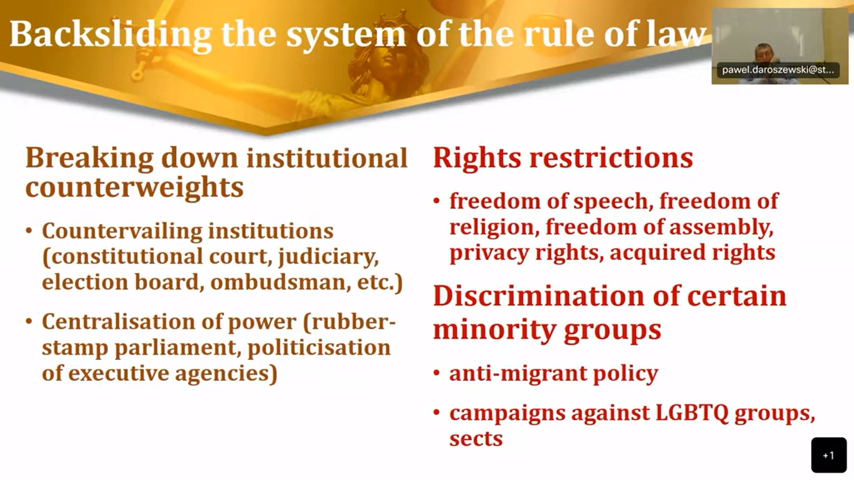 Backsliding the system of the rule of law
pawel.daroszewski@st...
Breaking down institutional
counterweights
• Countervailing institutions
(constitutional court, judiciary,
election board, ombudsman, etc.)
• Centralisation of power (rubber-
stamp parliament, politicisation
of executive agencies)
Rights restrictions
• freedom of speech, freedom of
religion, freedom of assembly,
privacy rights, acquired rights
Discrimination of certain
minority groups
• anti-migrant policy
• campaigns against LGBTQ groups,
sects
+1